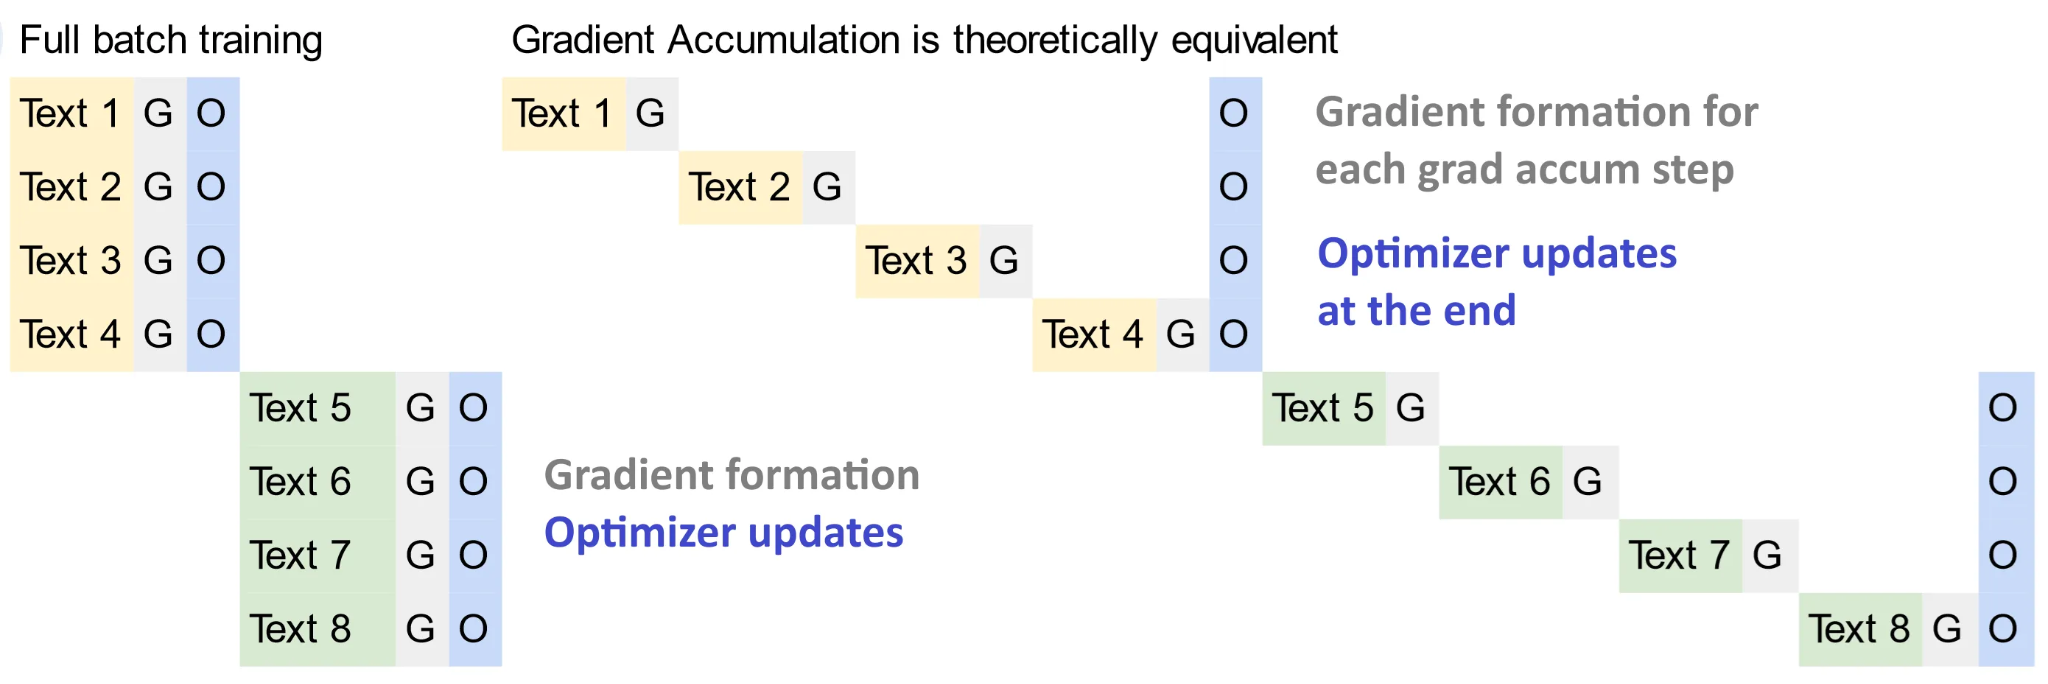 Full batch training
Gradient Accumulation is theoretically equivalent
Text 1 G O
Text 1 G
O
Gradient formation for
each grad accum step
Text 2 G O
Text 2 G
O
Text 3 G O
Text 3 G
O
Optimizer updates
at the end
Text 4 G O
Text 4 G O
Text 5 G O
Text 5 G
O
Gradient formation
Optimizer updates
Text 6 G O
Text 6 G
O
Text 7 G O
Text 7 G
O
Text 8 G O
Text 8 G O